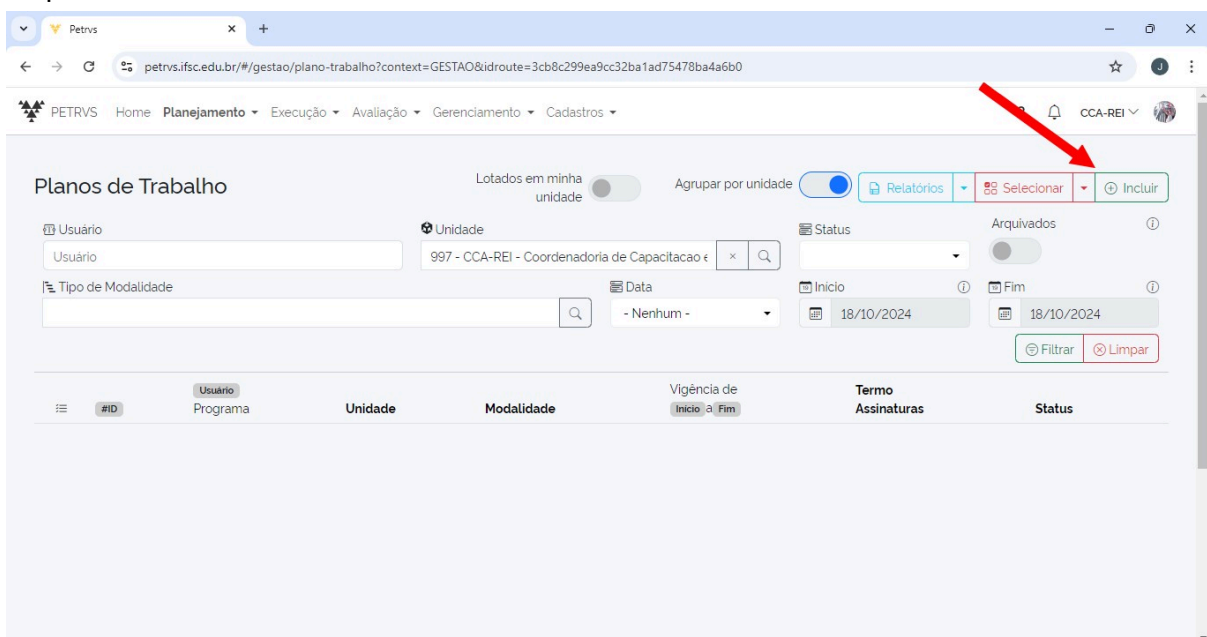 Petrvs
petrvs.ifsc.edu.br/#/gestao/plano-trabalho?context=GESTAO&idroute=3cb8c299ea9cc32ba1ad75478ba4a6b0
J
PETRVS Home Planejamento Execução Avaliação Gerenciamento Cadastros CCA-REI
Planos de Trabalho
Lotados em minha
unidade
Agrupar por unidade
Relatórios Selecionar Incluir
Usuário Unidade Status Arquivados
Usuário 997 - CCA-REI - Coordenadoria de Capacitacao e
Tipo de Modalidade Data Início Fim
- Nenhum - 18/10/2024 18/10/2024
Filtrar Limpar
#ID
Usuário
Programa
Unidade
Modalidade
Vigência de
Início a Fim
Termo
Assinaturas
Status